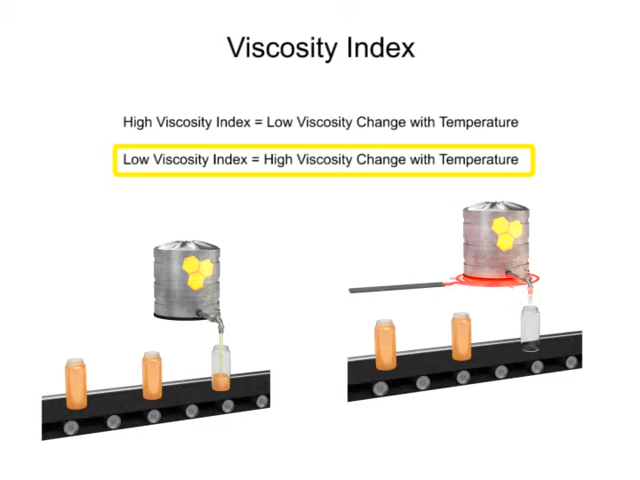 Viscosity Index
High Viscosity Index = Low Viscosity Change with Temperature
Low Viscosity Index = High Viscosity Change with Temperature